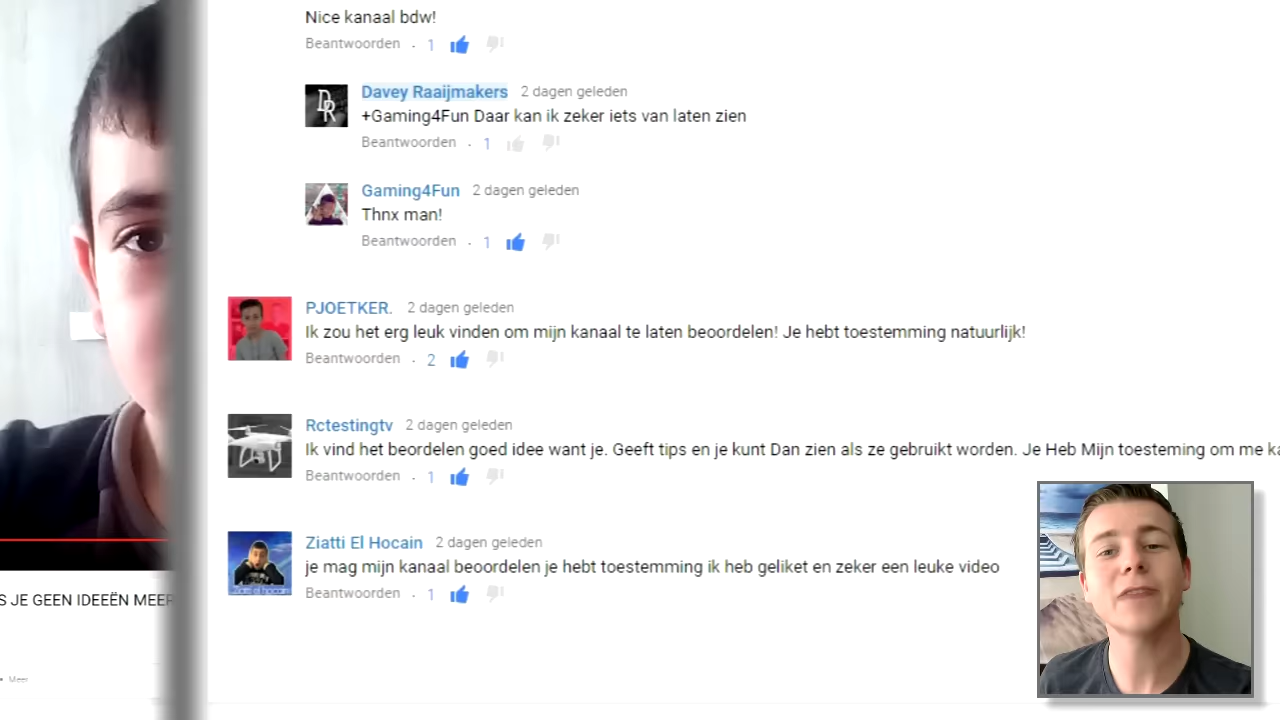 Nice kanaal bdw!
Beantwoorden . 1
Davey Raaijmakers 2 dagen geleden
+Gaming4Fun Daar kan ik zeker iets van laten zien
Beantwoorden . 1
Gaming4Fun 2 dagen geleden
Thnx man!
Beantwoorden . 1
PJOETKER. 2 dagen geleden
Ik zou het erg leuk vinden om mijn kanaal te laten beoordelen! Je hebt toestemming natuurlijk!
Beantwoorden . 2
Rctestingtv 2 dagen geleden
Ik vind het beordelen goed idee want je. Geeft tips en je kunt Dan zien als ze gebruikt worden. Je Heb Mijn toesteming om me ka
Beantwoorden . 1
Ziatti El Hocain 2 dagen geleden
je mag mijn kanaal beoordelen je hebt toestemming ik heb geliket en zeker een leuke video
Beantwoorden . 1
S JE GEEN IDEEËN MEER
Meer
DR